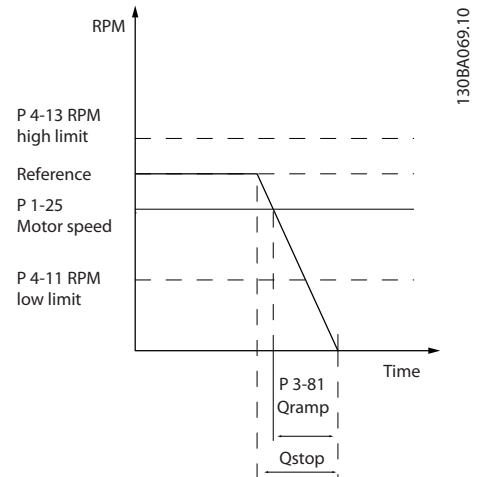 RPM
130BA069.10
P 4-13 RPM
high limit
Reference
P 1-25
Motor speed
P 4-11 RPM
low limit
Time
P 3-81
Qramp
Qstop